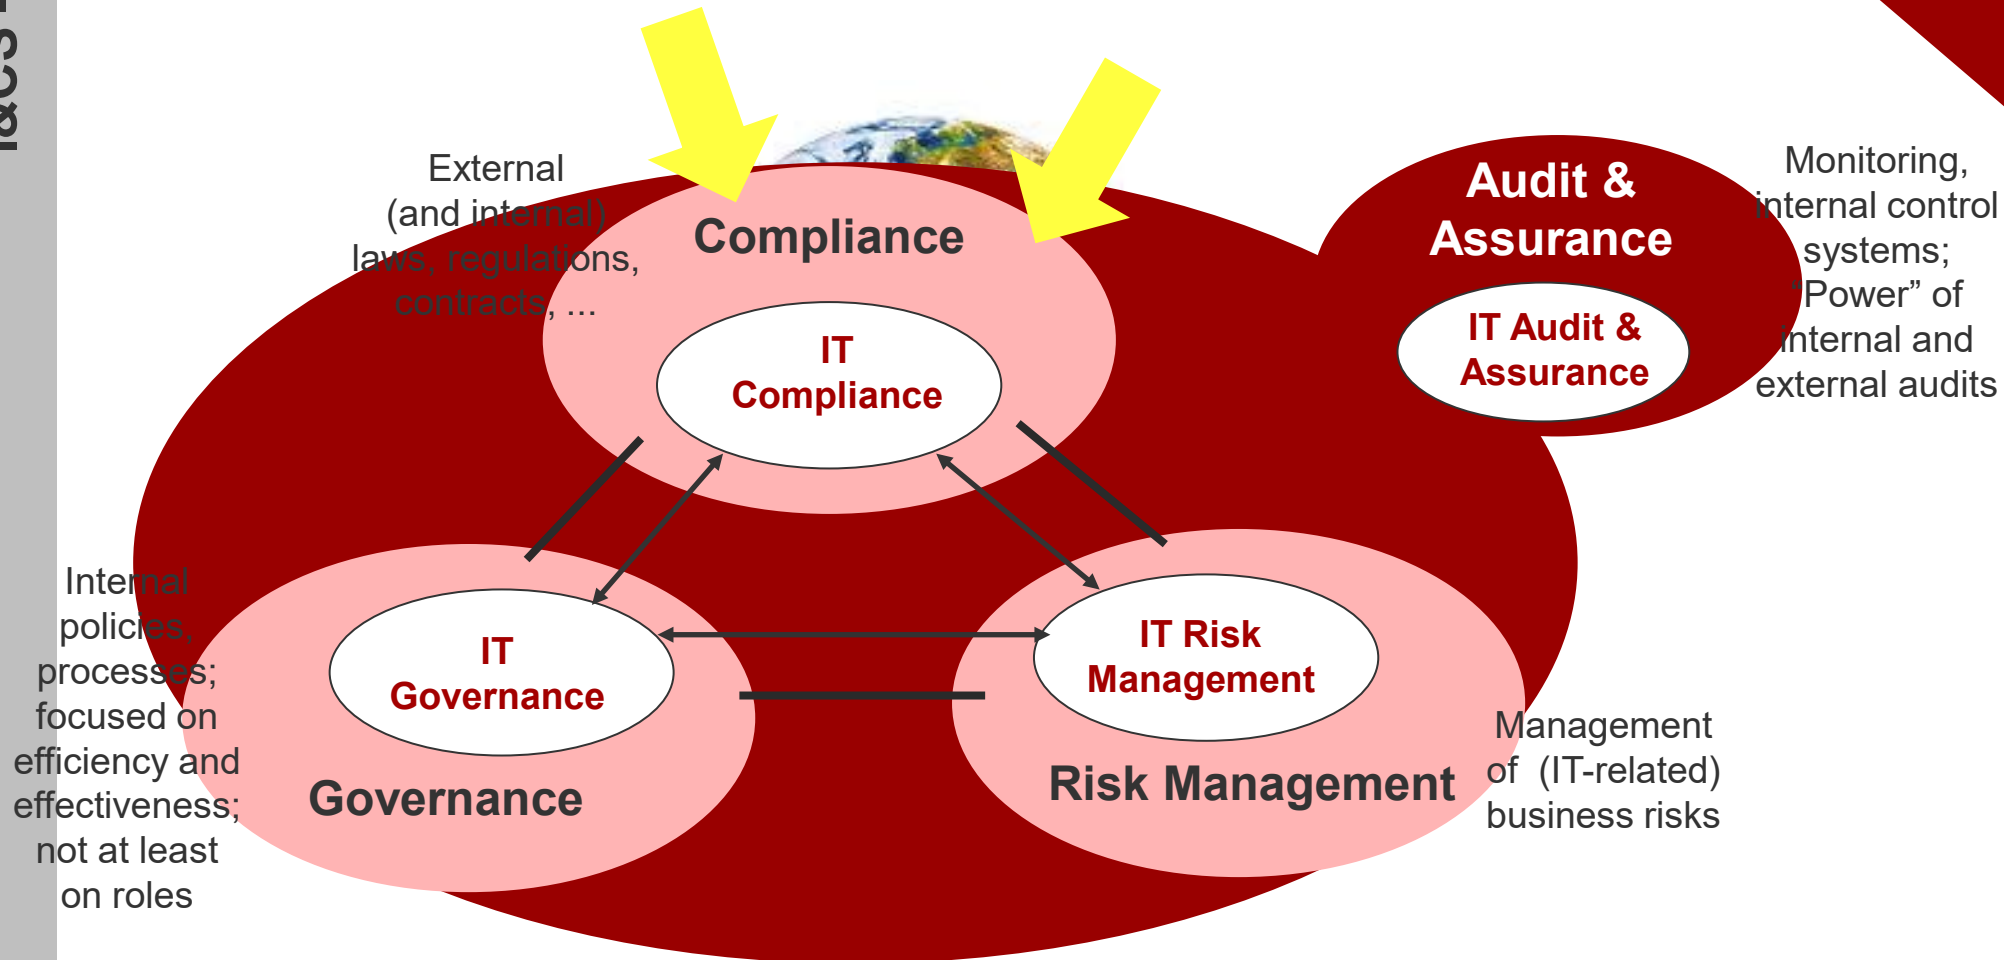 I&CS
External
(and internal)
laws, regulations,
contracts, ...
Compliance
IT
Compliance
Audit &
Assurance
IT Audit &
Assurance
Monitoring,
internal control
systems;
“Power” of
internal and
external audits
Internal
policies,
processes;
focused on
efficiency and
effectiveness;
not at least
on roles
IT
Governance
Governance
IT Risk
Management
Risk Management
Management
of (IT-related)
business risks